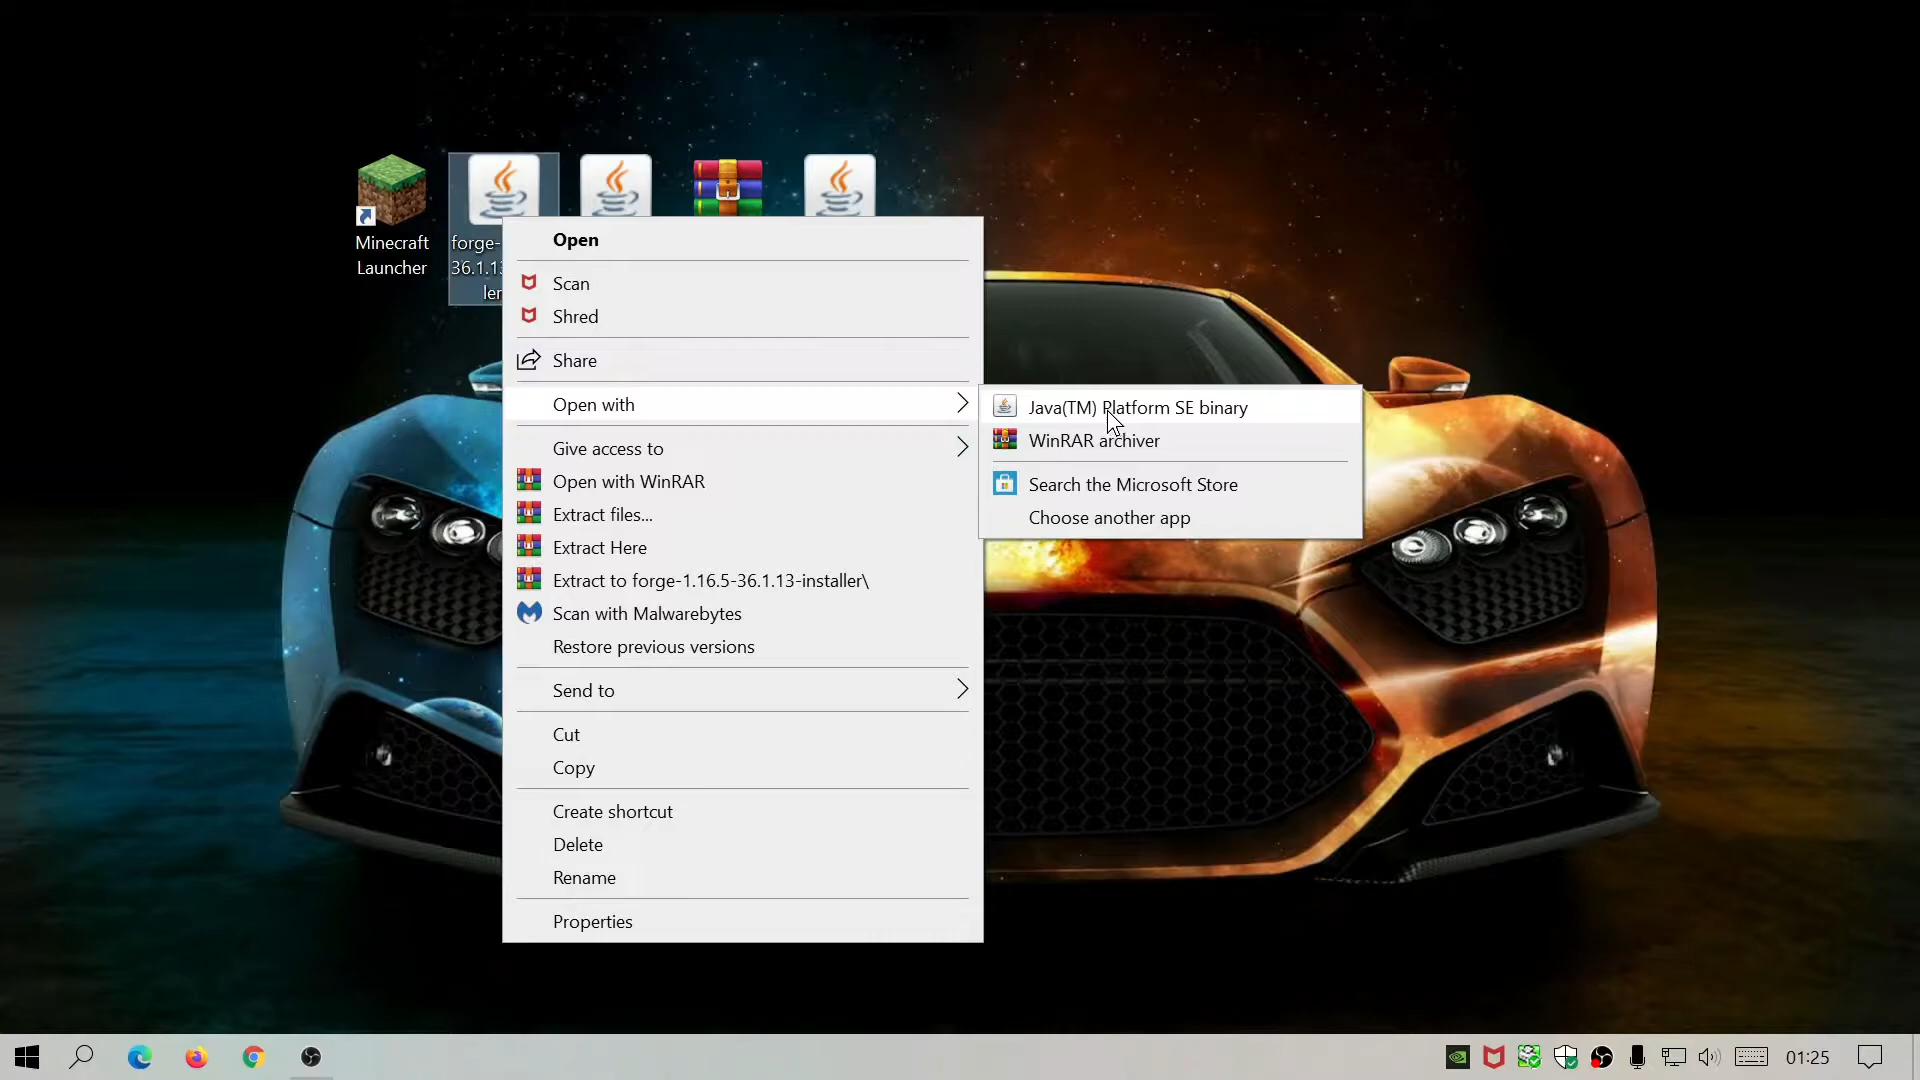 Minecraft
Launcher
forge-
36.1.13
ler
Open
Scan
Shred
Share
Open with
Give access to
Open with WinRAR
Extract files...
Extract Here
Extract to forge-1.16.5-36.1.13-installer\
Scan with Malwarebytes
Restore previous versions
Send to
Cut
Copy
Create shortcut
Delete
Rename
Properties
Java(TM) Platform SE binary
WinRAR archiver
Search the Microsoft Store
Choose another app
01:25